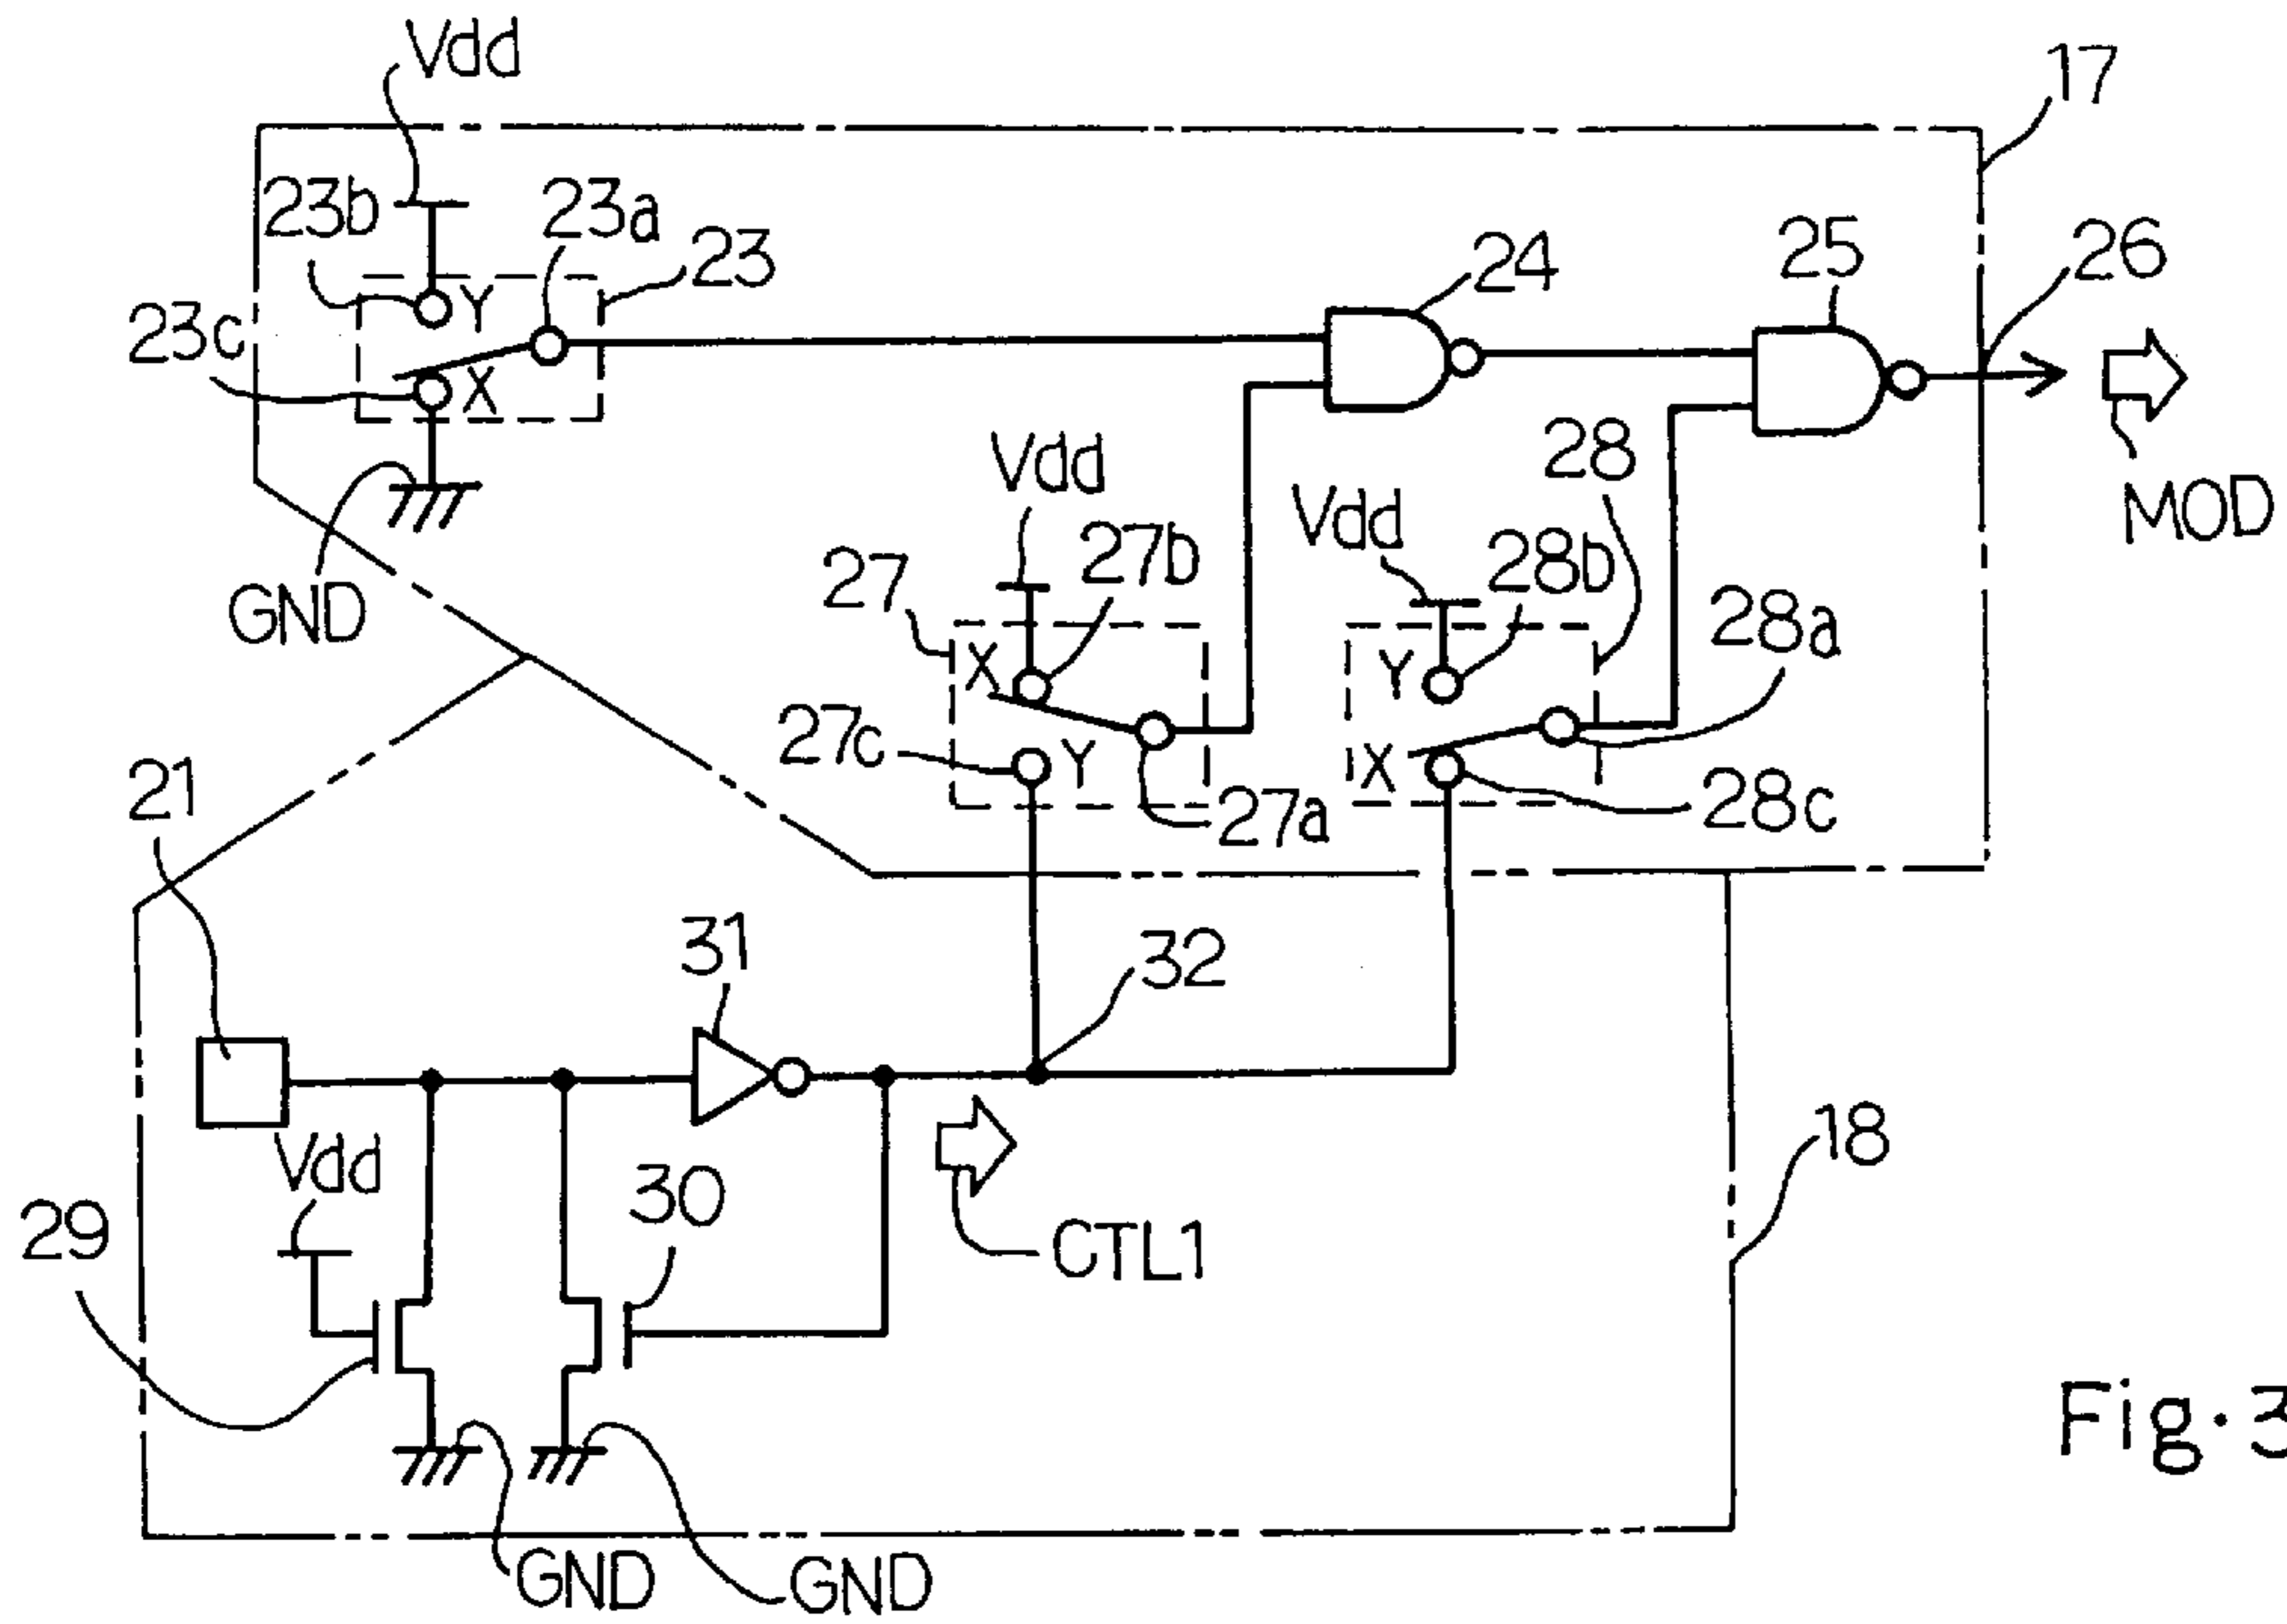 Vdd
17
23b
23a
23
24
25
26
23c
Y
X
Vdd
28
MOD
Vdd
27b
28b
27
28a
GND
X
Y
27c
Y
X
27a
28c
21
31
32
18
Vdd
30
29
CTL1
Fig.3
GND
GND